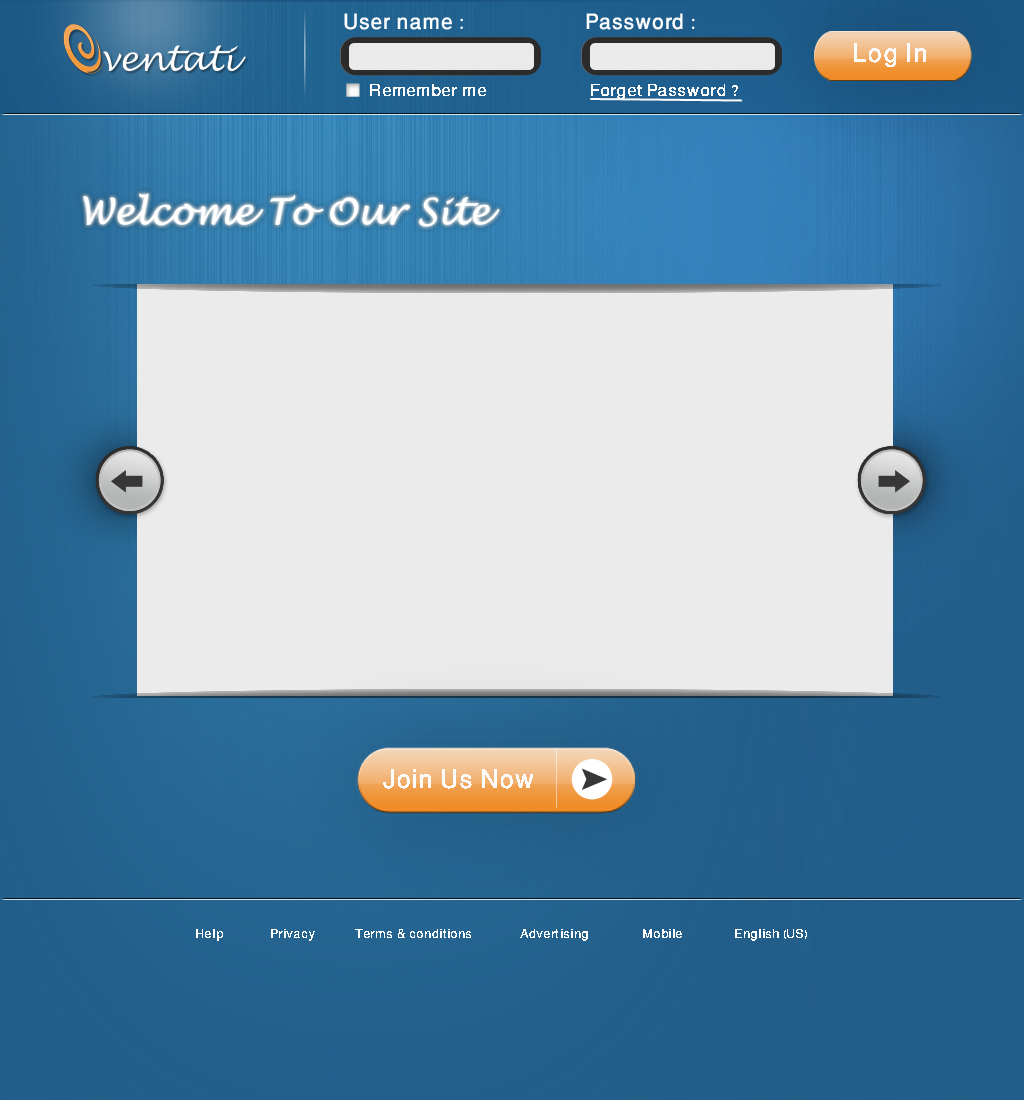 eventati
User name :
Password :
Log In
Remember me
Forget Password ?
Welcome To Our Site
Join Us Now
Help
Privacy
Terms & conditions
Advertising
Mobile
English (US)